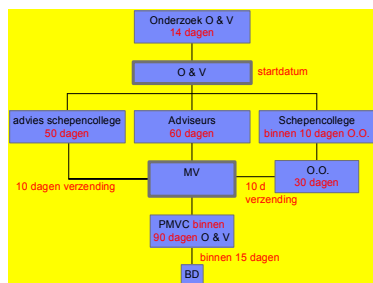 Onderzoek O & V
14 dagen
O & V
startdatum
advies schepencollege
50 dagen
Adviseurs
60 dagen
Schepencollege
binnen 10 dagen O.O.
MV
O.O.
30 dagen
10 dagen verzending
10 d
verzending
PMVC binnen
90 dagen O & V
binnen 15 dagen
BD